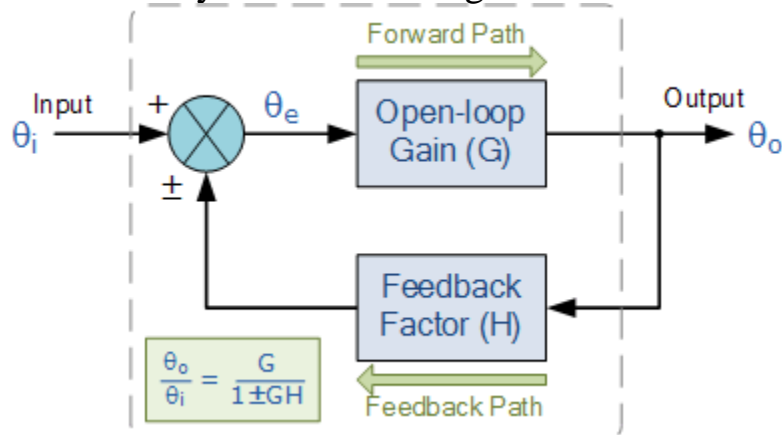 Forward Path
Input
θi
+
±
θe
Open-loop
Gain (G)
Output
θo
Feedback
Factor (H)
θo/θi = G/1±GH
Feedback Path